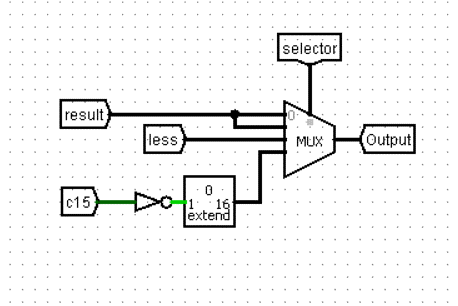 selector
result
0
less
MUX
Output
c15
0
1 16
extend